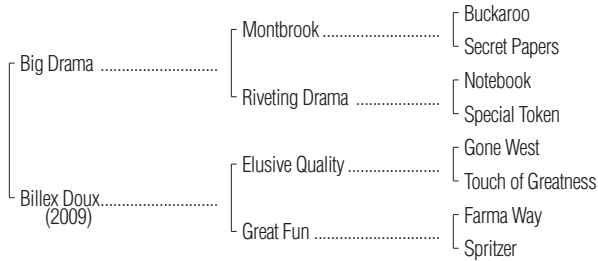 Buckaroo
Montbrook
Secret Papers
Big Drama
Notebook
Riveting Drama
Special Token
Gone West
Elusive Quality
Touch of Greatness
Billex Doux
(2009)
Farma Way
Great Fun
Spritzer